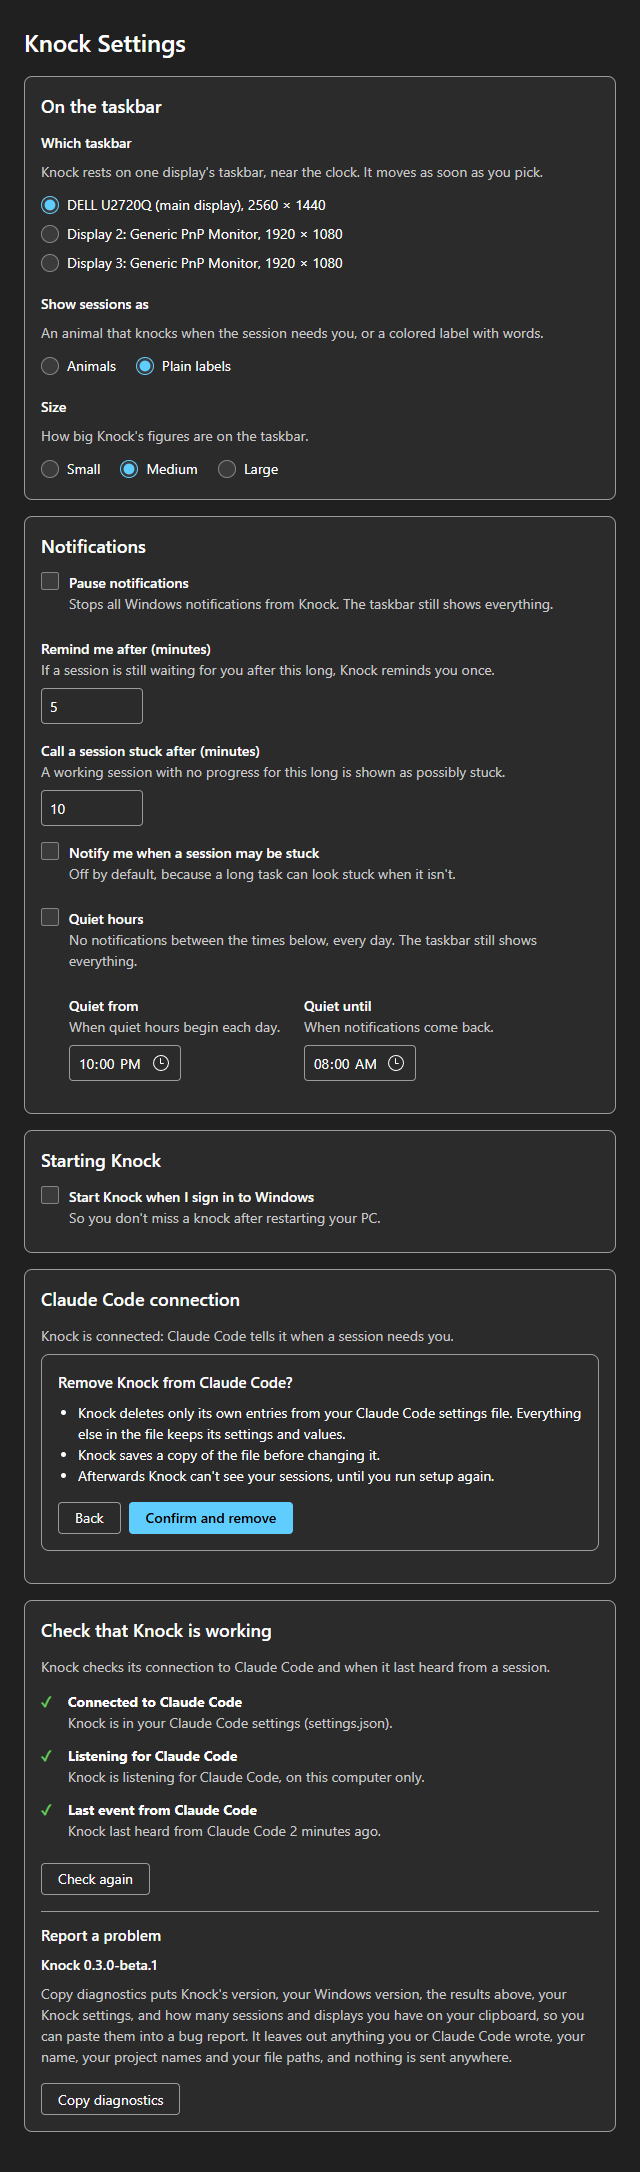 Knock Settings
On the taskbar
Which taskbar
Knock rests on one display's taskbar, near the clock. It moves as soon as you pick.
DELL U2720Q (main display), 2560 × 1440
Display 2: Generic PnP Monitor, 1920 × 1080
Display 3: Generic PnP Monitor, 1920 × 1080
Show sessions as
An animal that knocks when the session needs you, or a colored label with words.
Animals Plain labels
Size
How big Knock's figures are on the taskbar.
Small Medium Large
Notifications
Pause notifications
Stops all Windows notifications from Knock. The taskbar still shows everything.
Remind me after (minutes)
If a session is still waiting for you after this long, Knock reminds you once.
5
Call a session stuck after (minutes)
A working session with no progress for this long is shown as possibly stuck.
10
Notify me when a session may be stuck
Off by default, because a long task can look stuck when it isn't.
Quiet hours
No notifications between the times below, every day. The taskbar still shows
everything.
Quiet from Quiet until
When quiet hours begin each day. When notifications come back.
10:00 PM 08:00 AM
Starting Knock
Start Knock when I sign in to Windows
So you don't miss a knock after restarting your PC.
Claude Code connection
Knock is connected: Claude Code tells it when a session needs you.
Remove Knock from Claude Code?
• Knock deletes only its own entries from your Claude Code settings file. Everything
else in the file keeps its settings and values.
• Knock saves a copy of the file before changing it.
• Afterwards Knock can't see your sessions, until you run setup again.
Back Confirm and remove
Check that Knock is working
Knock checks its connection to Claude Code and when it last heard from a session.
✓ Connected to Claude Code
Knock is in your Claude Code settings (settings.json).
✓ Listening for Claude Code
Knock is listening for Claude Code, on this computer only.
✓ Last event from Claude Code
Knock last heard from Claude Code 2 minutes ago.
Check again
Report a problem
Knock 0.3.0-beta.1
Copy diagnostics puts Knock's version, your Windows version, the results above, your
Knock settings, and how many sessions and displays you have on your clipboard, so you
can paste them into a bug report. It leaves out anything you or Claude Code wrote, your
name, your project names and your file paths, and nothing is sent anywhere.
Copy diagnostics